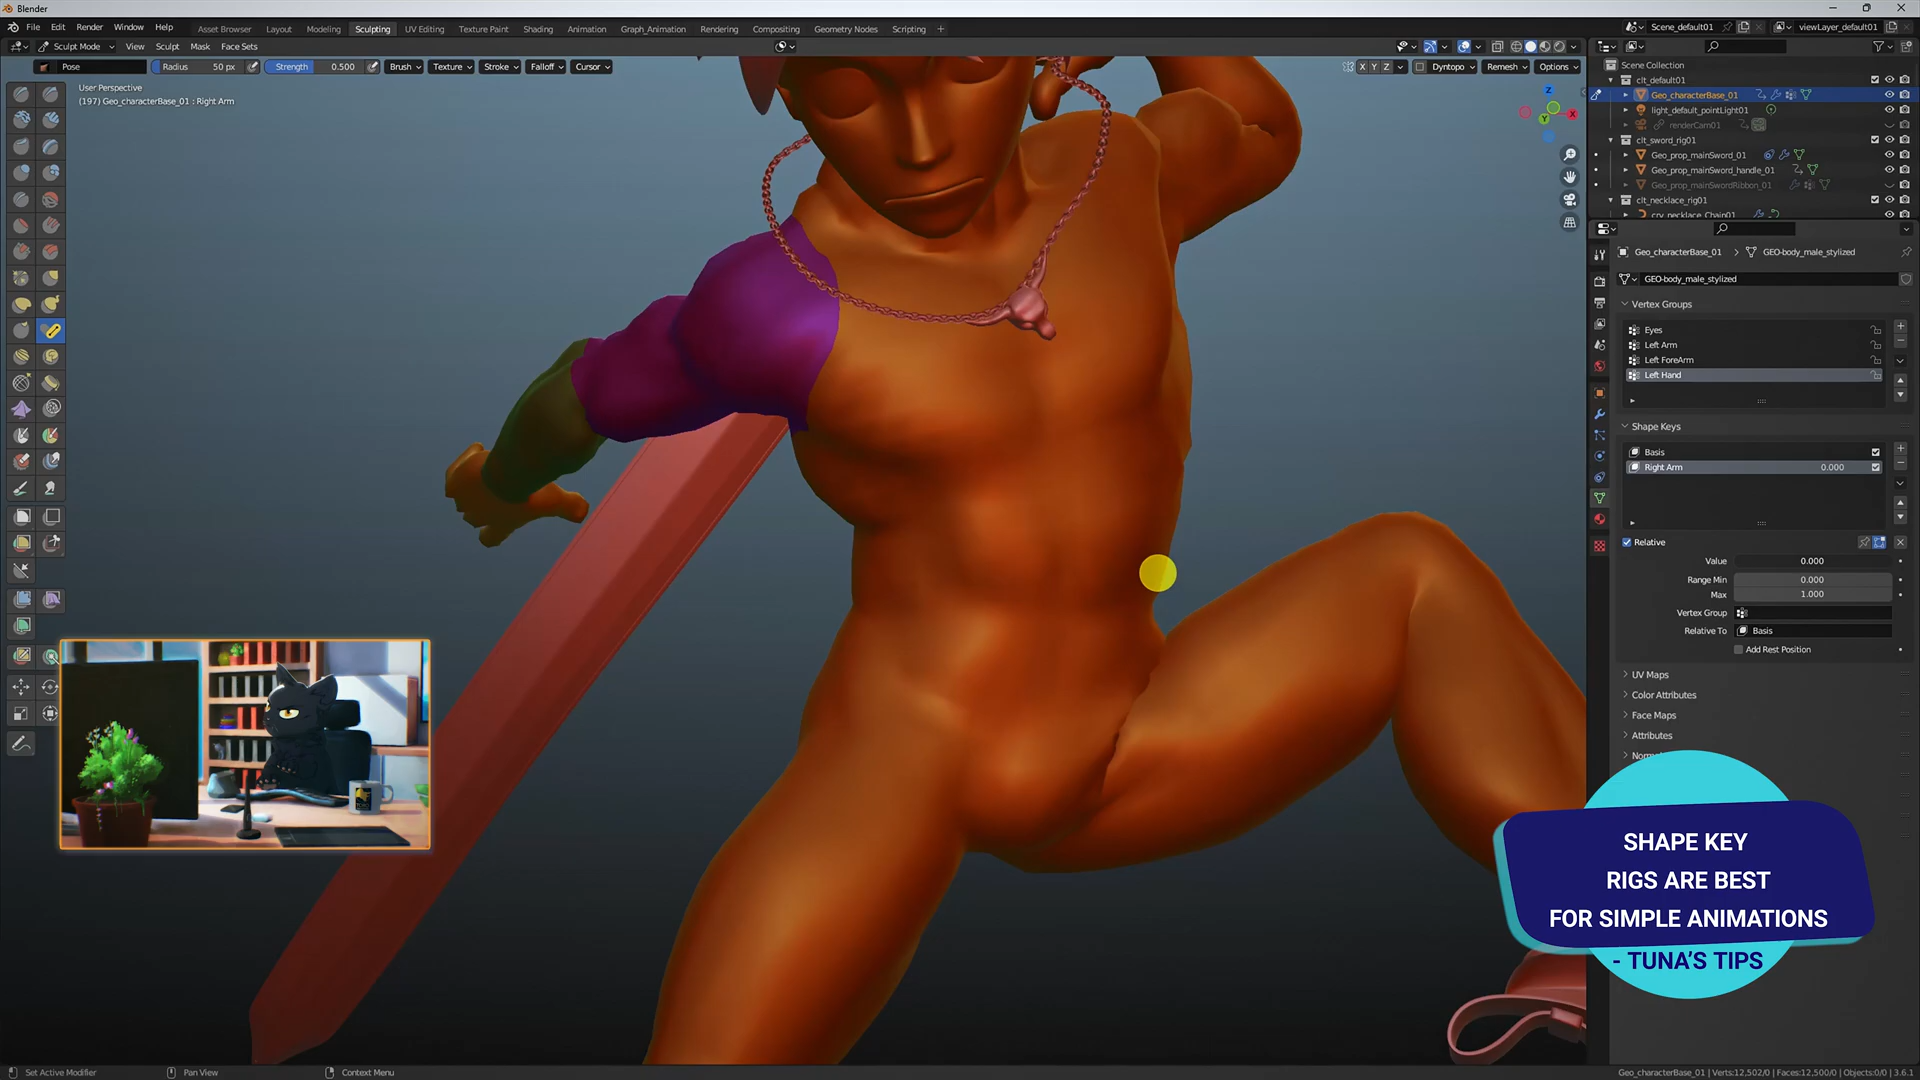 Blender
File Edit Render Window Help
Asset Browser Layout Modeling Sculpting UV Editing Texture Paint Shading Animation Graph_Animation Rendering Compositing Geometry Nodes Scripting +
Scene_default01
viewLayer_default01
Sculpt Mode View Sculpt Mask Face Sets
Pose Radius 50 px Strength 0.500 Brush Texture Stroke Falloff Cursor
X Y Z Dyntopo Remesh Options
User Perspective
(197) Geo_characterBase_01 : Right Arm
Z
X
Y
Scene Collection
clt_default01
Geo_characterBase_01
light_default_pointLight01
renderCam01
clt_sword_rig01
Geo_prop_mainSword_01
Geo_prop_mainSword_handle_01
Geo_prop_mainSwordRibbon_01
clt_necklace_rig01
crv_necklace_Chain01
Geo_characterBase_01 > GEO-body_male_stylized
GEO-body_male_stylized
Vertex Groups
Eyes
Left Arm
Left ForeArm
Left Hand
Shape Keys
Basis
Right Arm 0.000
Relative
Value 0.000
Range Min 0.000
Max 1.000
Vertex Group
Relative To Basis
Add Rest Position
UV Maps
Color Attributes
Face Maps
Attributes
SHAPE KEY
RIGS ARE BEST
FOR SIMPLE ANIMATIONS
- TUNA'S TIPS
Set Active Modifier Pan View Context Menu
Geo_characterBase_01 | Verts:12,502/0 | Faces:12,500/0 | Objects:0/0 | 3.6.1